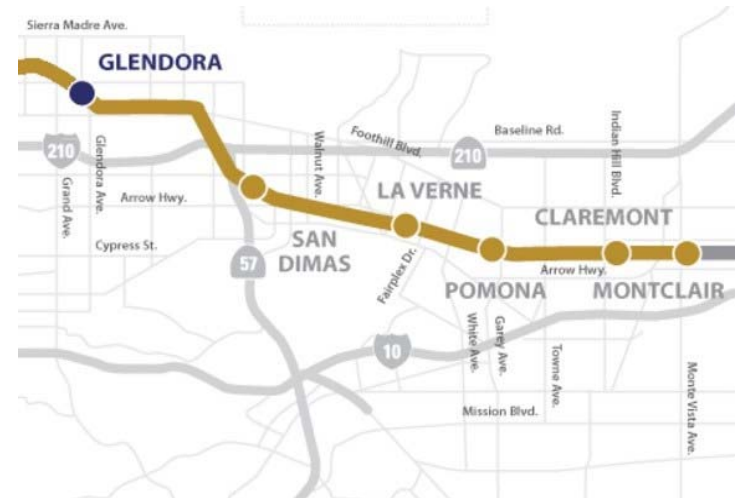 Sierra Madre Ave.
GLENDORA
210
Glendora Ave.
Grand Ave.
Arrow Hwy.
Cypress St.
Walnut Ave.
Foothill Blvd.
210
Baseline Rd.
Indian Hill Blvd.
LA VERNE
CLAREMONT
SAN
DIMAS
57
Fairplex Dr.
POMONA
Arrow Hwy.
MONTCLAIR
10
White Ave.
Garey Ave.
Towne Ave.
Mission Blvd.
Monte Vista Ave.